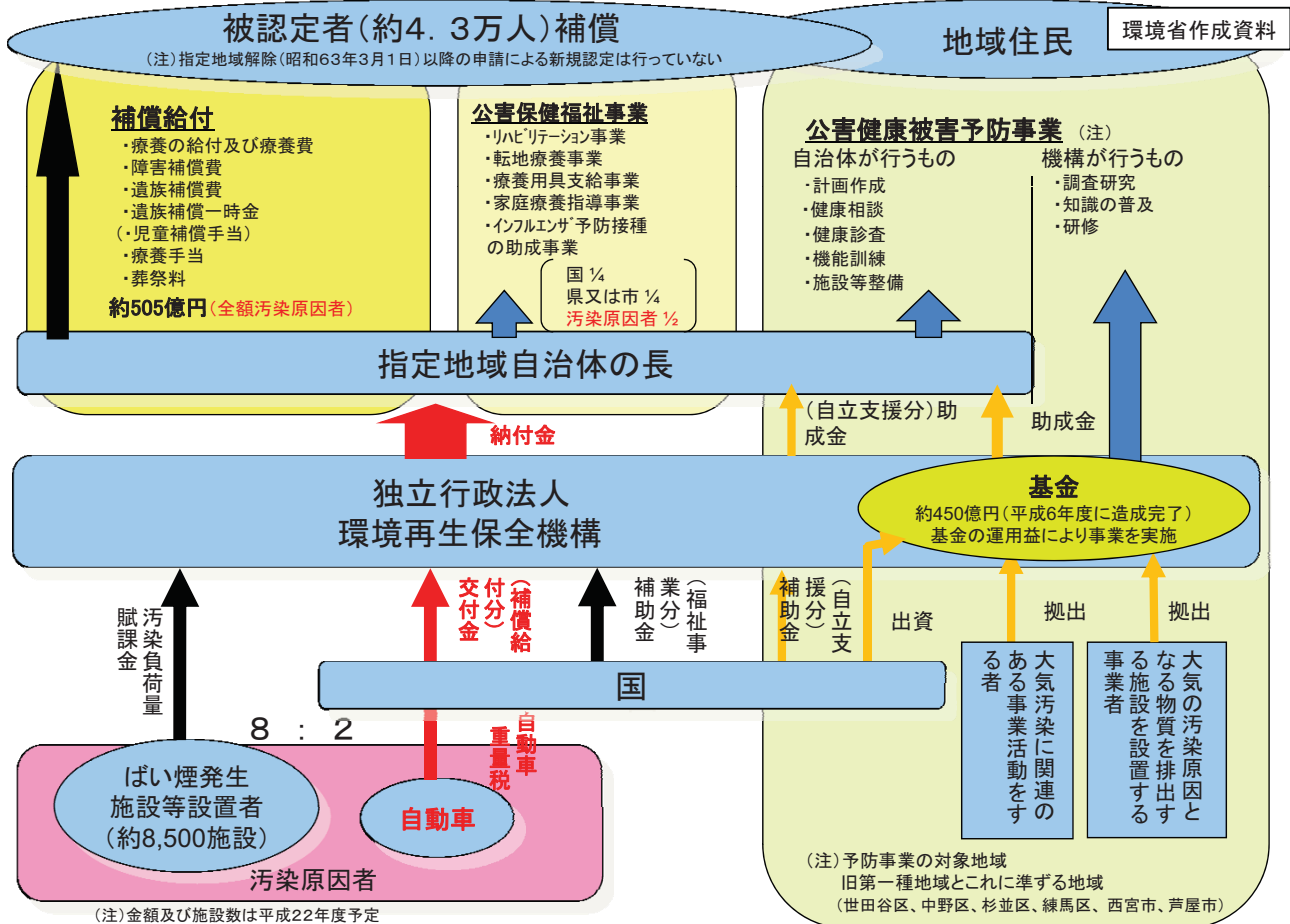 環境省作成資料
被認定者(約4.3万人)補償
(注)指定地域解除(昭和63年3月1日)以降の申請による新規認定は行っていない
地域住民
補償給付
・療養の給付及び療養費
・障害補償費
・遺族補償費
・遺族補償一時金
(・児童補償手当)
・療養手当
・葬祭料
約505億円(全額汚染原因者)
公害保健福祉事業
・リハビリテーション事業
・転地療養事業
・療養用具支給事業
・家庭療養指導事業
・インフルエンザ予防接種
の助成事業
国 ¼
県又は市 ¼
汚染原因者 ½
公害健康被害予防事業 (注)
自治体が行うもの
・計画作成
・健康相談
・健康診査
・機能訓練
・施設等整備
機構が行うもの
・調査研究
・知識の普及
・研修
指定地域自治体の長
納付金
(自立支援分)助
成金
助成金
独立行政法人
環境再生保全機構
基金
約450億円(平成6年度に造成完了)
基金の運用益により事業を実施
汚染負荷量
賦課金
(補償給
付分)
交付金
(福祉事
業分)
補助金
(自立支
援分)
補助金
出資
拠出
拠出
国
8 : 2
自動車
重量税
大気汚染に関連の
ある事業活動をす
る者
大気の汚染原因と
なる物質を排出す
る施設を設置する
事業者
ばい煙発生
施設等設置者
(約8,500施設)
自動車
汚染原因者
(注)金額及び施設数は平成22年度予定
(注)予防事業の対象地域
旧第一種地域とこれに準ずる地域
(世田谷区、中野区、杉並区、練馬区、西宮市、芦屋市)